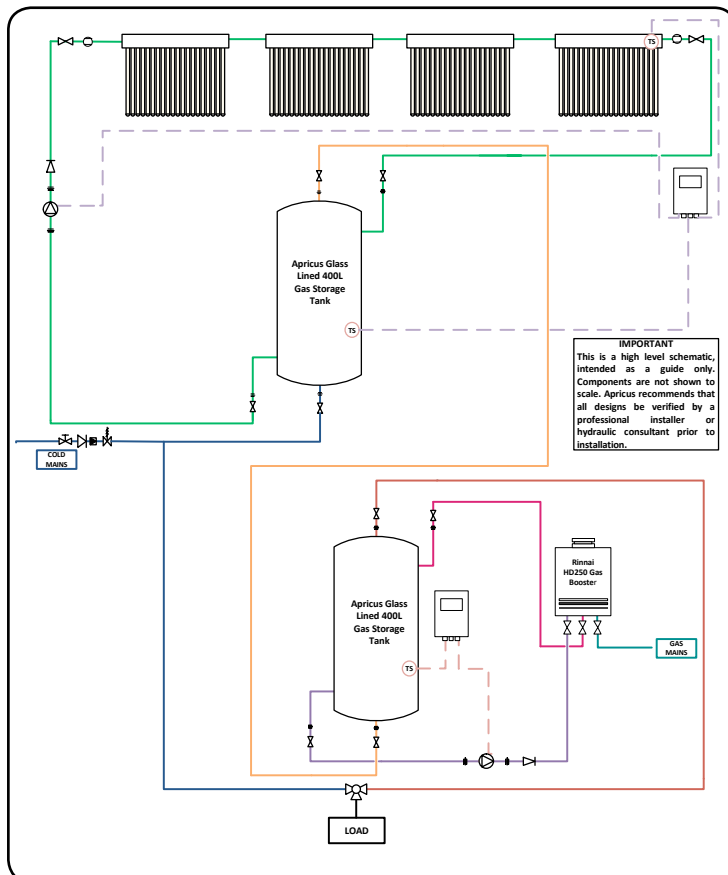 TS
Apricus Glass
Lined 400L
Gas Storage
Tank
TS
IMPORTANT
This is a high level schematic,
intended as a guide only.
Components are not shown to
scale. Apricus recommends that
all designs be verified by a
professional installer or
hydraulic consultant prior to
installation.
COLD
MAINS
Rinnai
HD250 Gas
Booster
Apricus Glass
Lined 400L
Gas Storage
Tank
GAS
MAINS
TS
LOAD